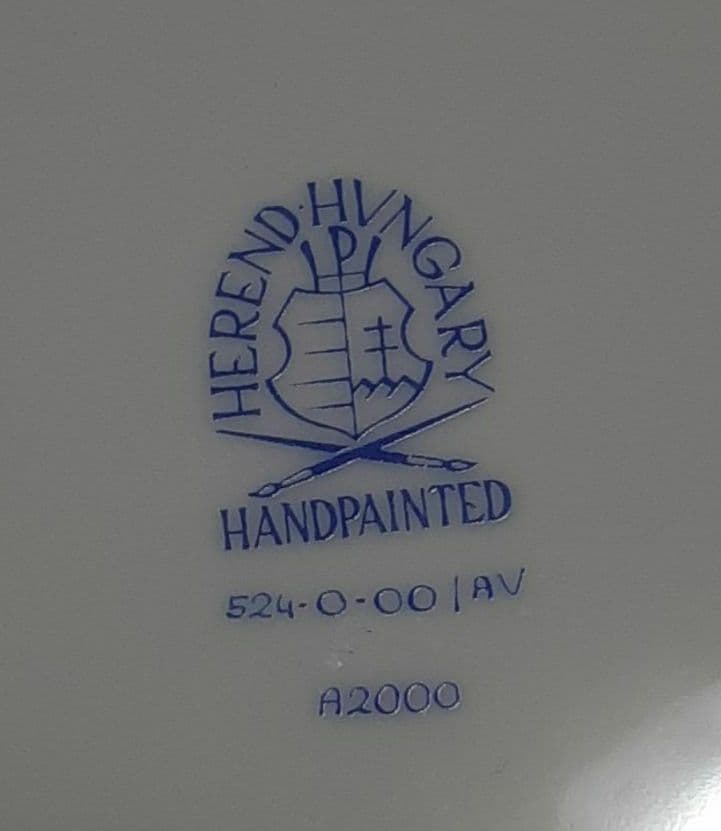 HEREND·HVNGARY
P
HANDPAINTED
524-0-00/AV
A2000